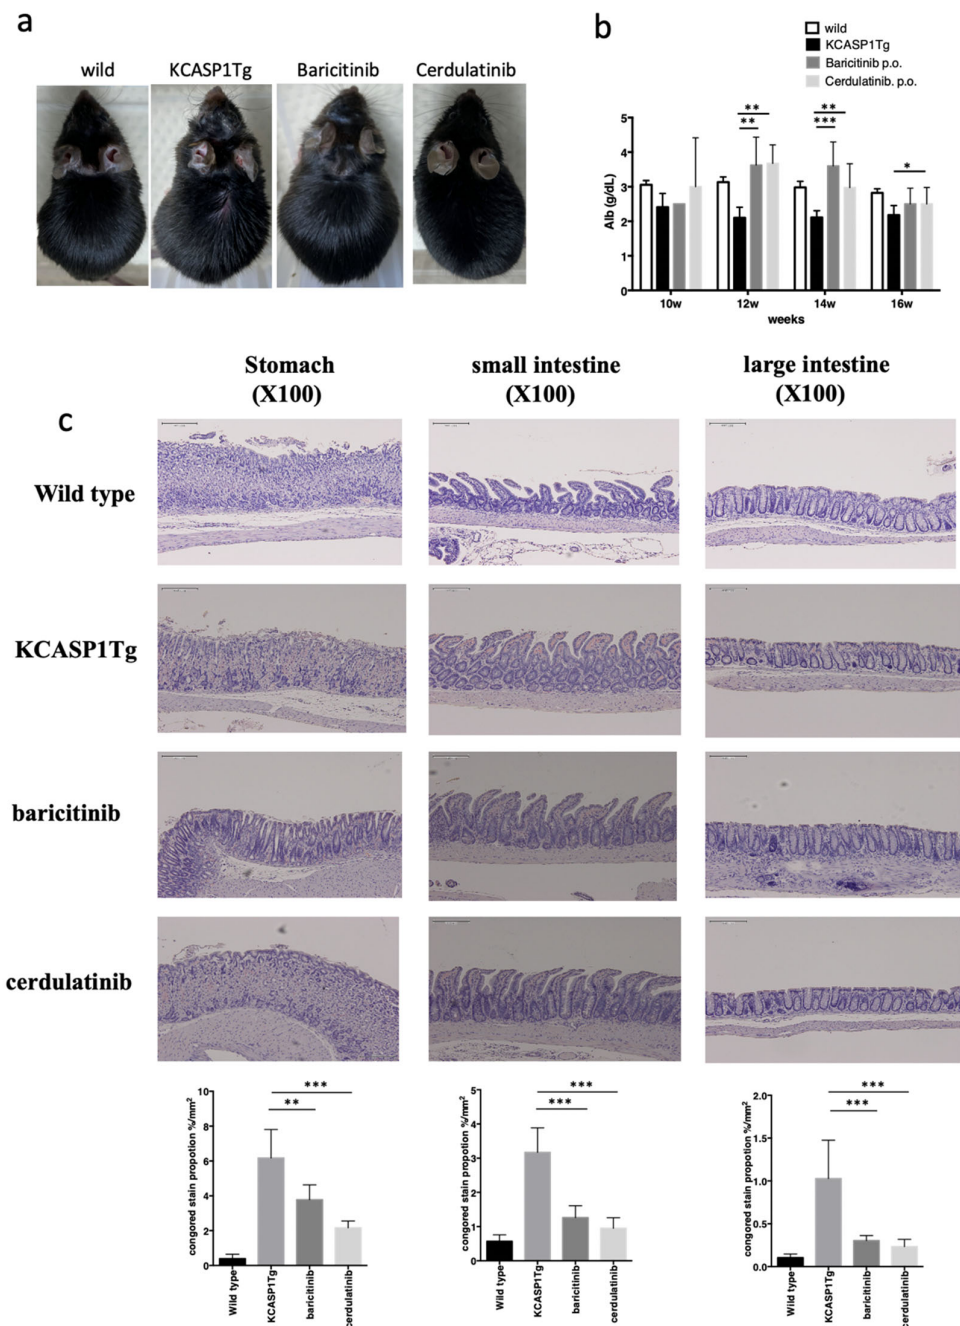 a
wild
KCASP1Tg
Baricitinib
Cerdulatinib
b
wild
KCASP1Tg
Baricitinib p.o.
Cerdulatinib. p.o.
Alb (g/dL)
5
4
3
2
1
0
**
**
**
***
*
10w
12w
14w
16w
weeks
Stomach
(X100)
small intestine
(X100)
large intestine
(X100)
c
Wild type
KCASP1Tg
baricitinib
cerdulatinib
congored stain propotion %/mm²
10
8
6
4
2
0
***
**
Wild type
KCASP1Tg
baricitinib
cerdulatinib
congored stain propotion %/mm²
5
4
3
2
1
0
***
***
Wild type
KCASP1Tg
baricitinib
cerdulatinib
congored stain propotion %/mm²
2.0
1.5
1.0
0.5
0.0
***
***
Wild type
KCASP1Tg
baricitinib
cerdulatinib